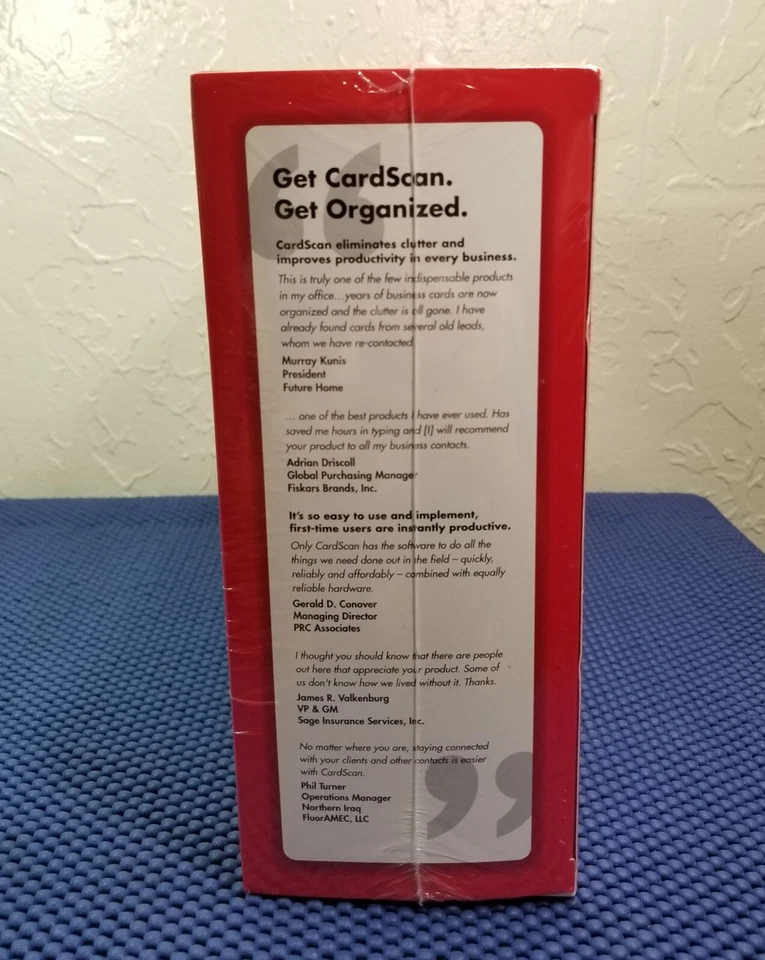 Get CardScan.
Get Organized.
CardScan eliminates clutter and
improves productivity in every business.
This is truly one of the few indispensable products
in my office...years of business cards are now
organized and the clutter is all gone. I have
already found cards from several old leads,
whom we have re-contacted.
Murray Kunis
President
Future Home
... one of the best products I have ever used. Has
saved me hours in typing and [I] will recommend
your product to all my business contacts.
Adrian Driscoll
Global Purchasing Manager
Fiskars Brands, Inc.
It's so easy to use and implement,
first-time users are instantly productive.
Only CardScan has the software to do all the
things we need done out in the field – quickly,
reliably and affordably – combined with equally
reliable hardware.
Gerald D. Conover
Managing Director
PRC Associates
I thought you should know that there are people
out here that appreciate your product. Some of
us don't know how we lived without it. Thanks.
James R. Valkenburg
VP & GM
Sage Insurance Services, Inc.
No matter where you are, staying connected
with your clients and other contacts is easier
with CardScan.
Phil Turner
Operations Manager
Northern Iraq
FluorAMEC, LLC